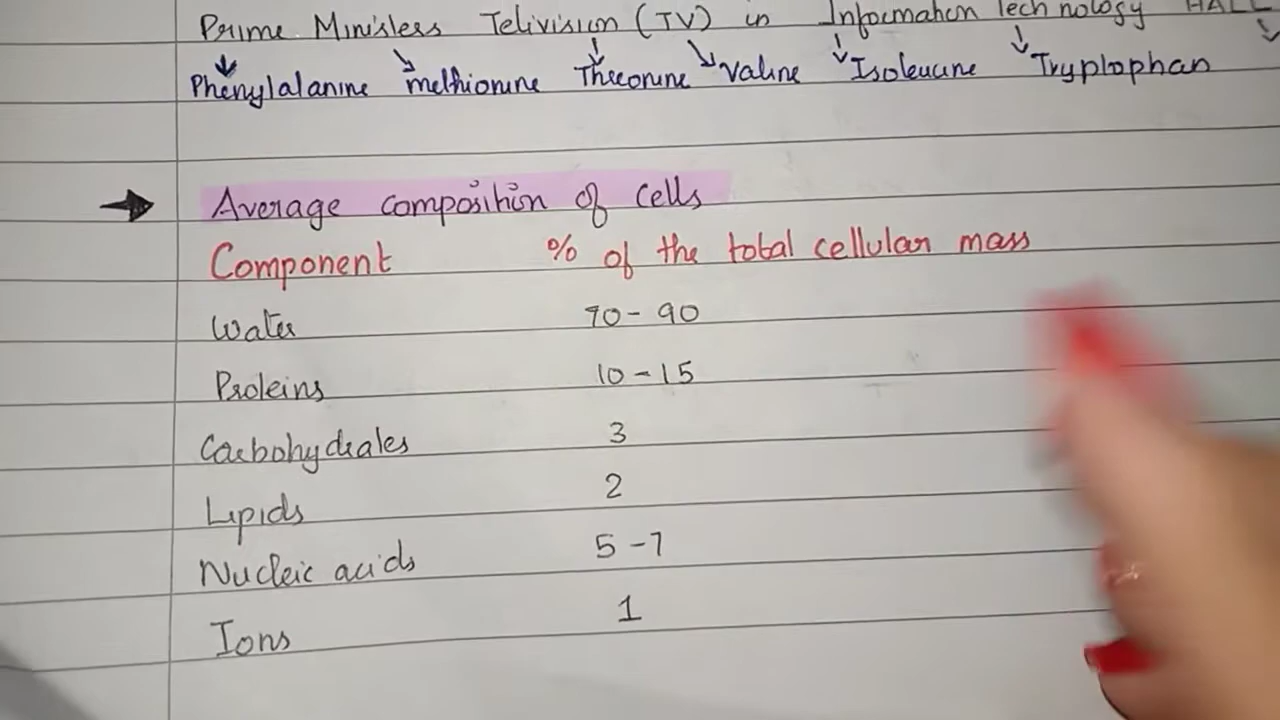 Prime Ministers Telivision (TV) in Information Technology HALL
Phenylalanine methionine Threonine Valine Isoleucine Tryptophan
Average composition of cells
Component % of the total cellular mass
Water 70-90
Proteins 10-15
Carbohydrates 3
Lipids 2
Nucleic acids 5-7
Ions 1